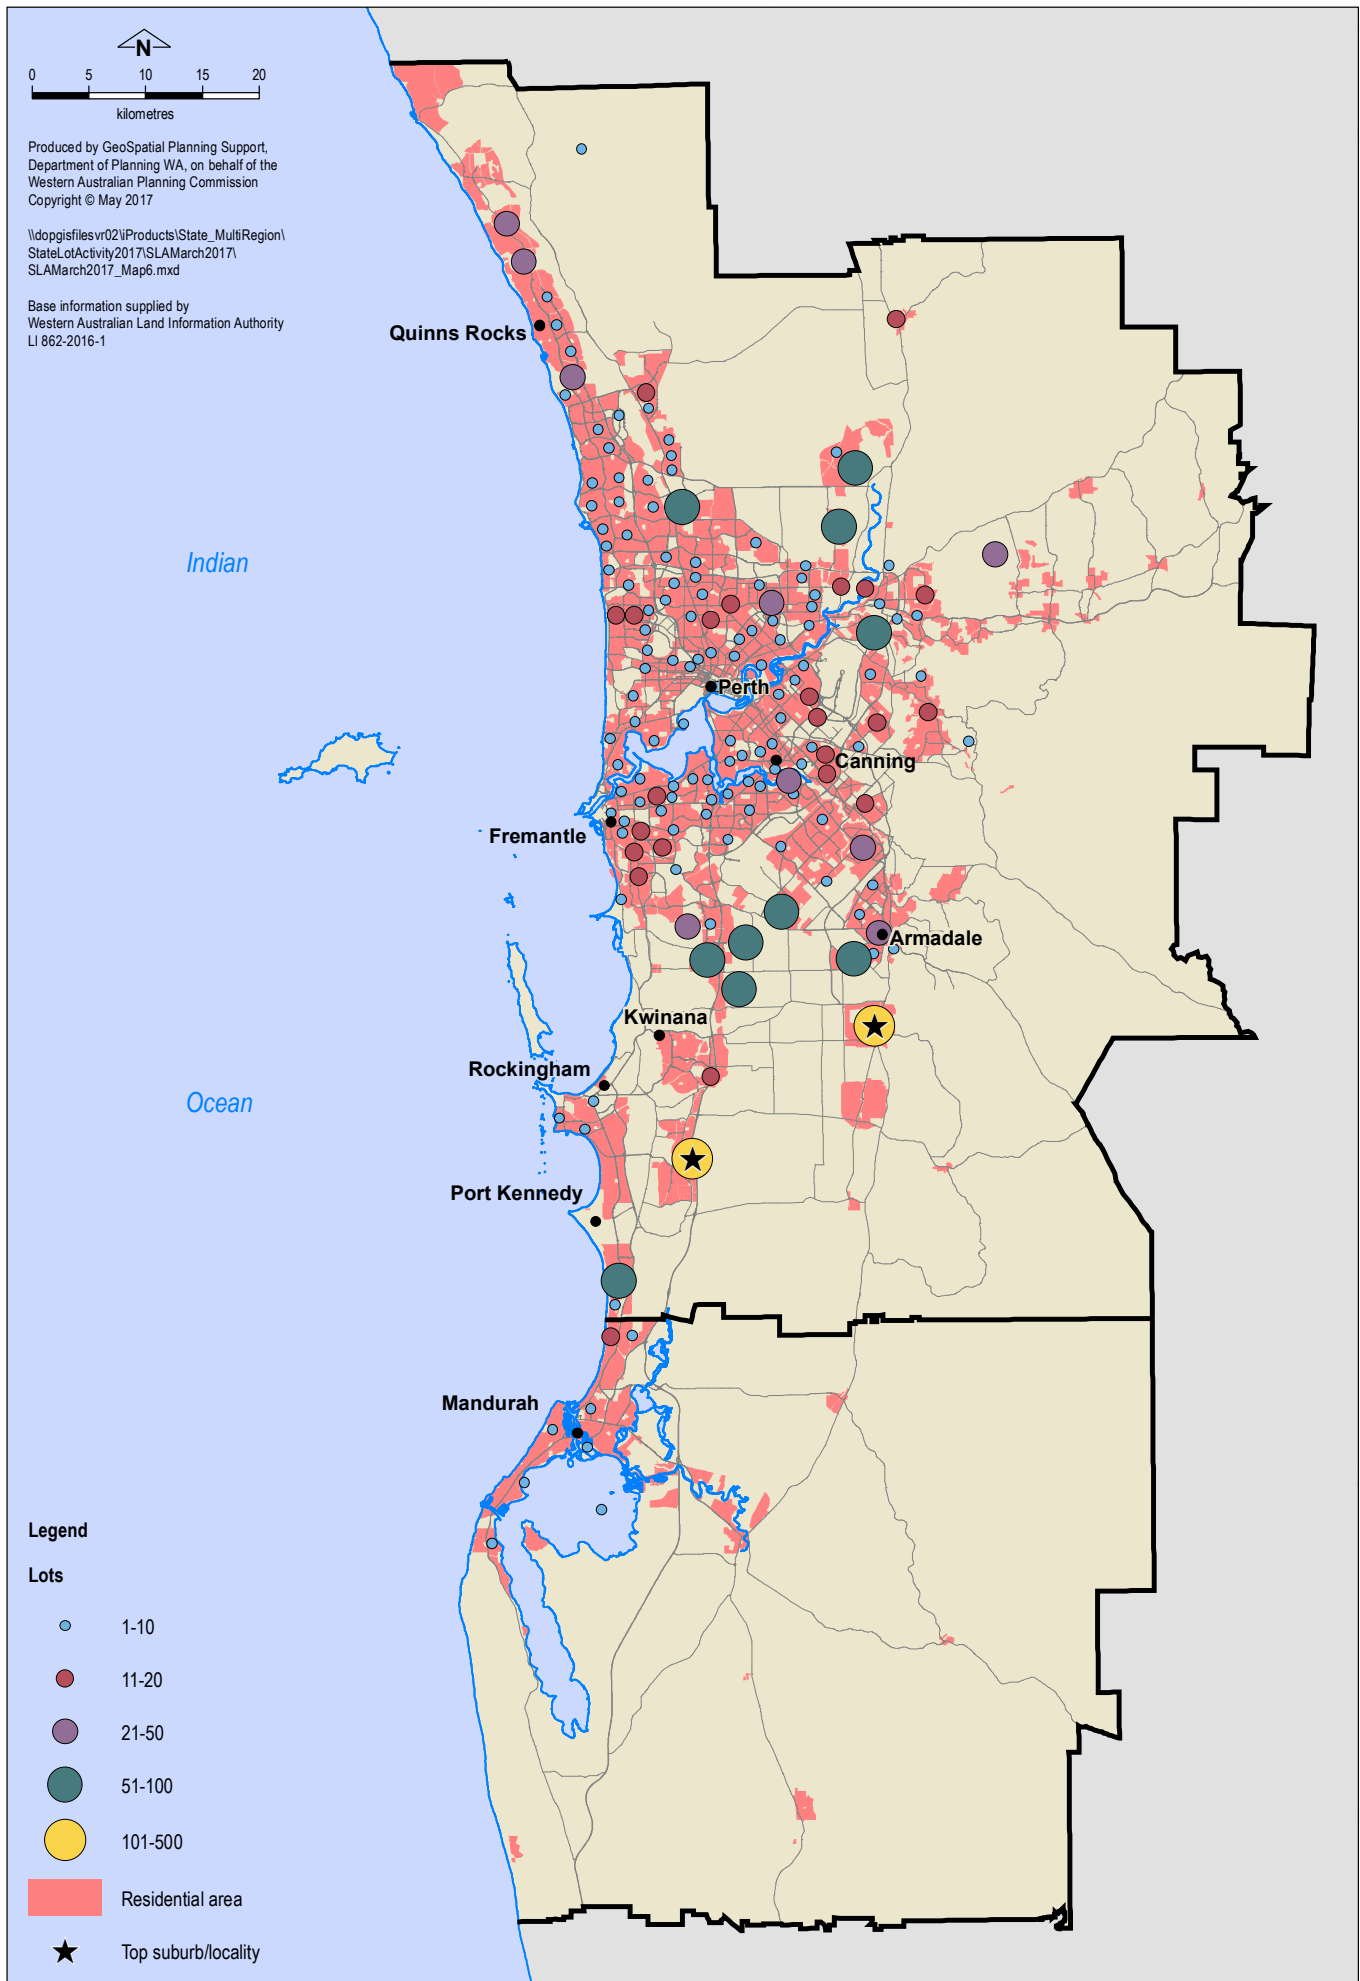 N
0 5 10 15 20
kilometres
Produced by GeoSpatial Planning Support,
Department of Planning WA, on behalf of the
Western Australian Planning Commission
Copyright © May 2017
\\dopgisfilesvr02\iProducts\State_MultiRegion\
StateLotActivity2017\SLAMarch2017\
SLAMarch2017_Map6.mxd
Base information supplied by
Western Australian Land Information Authority
LI 862-2016-1
Quinns Rocks
Indian
Perth
Canning
Fremantle
Armadale
Kwinana
Rockingham
Ocean
Port Kennedy
Mandurah
Legend
Lots
1-10
11-20
21-50
51-100
101-500
Residential area
Top suburb/locality